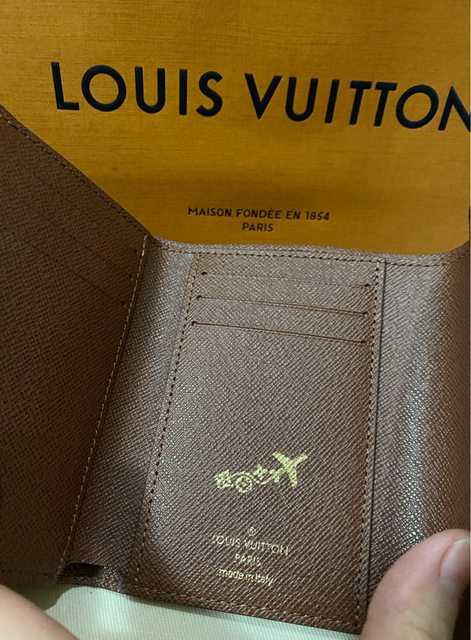 LOUIS VUITTON
MAISON FONDÉE EN 1854
PARIS
LOUIS VUITTON
PARIS
made in Italy